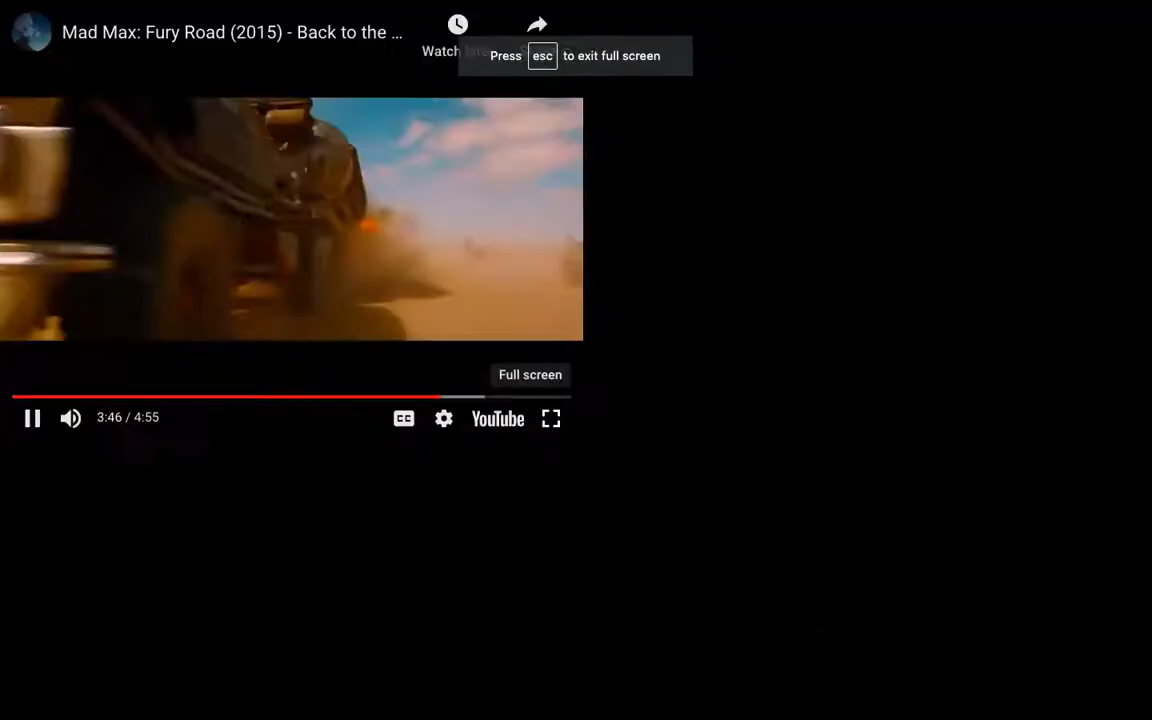 Mad Max: Fury Road (2015) - Back to the ...
Watch
Press esc to exit full screen
Full screen
3:46 / 4:55
CC
YouTube